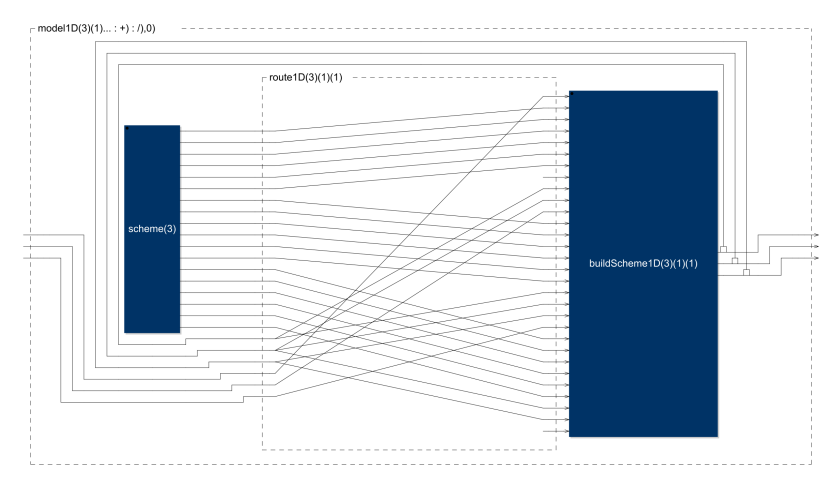 model1D(3)(1)... : +) : /),0)
route1D(3)(1)(1)
scheme(3)
buildScheme1D(3)(1)(1)